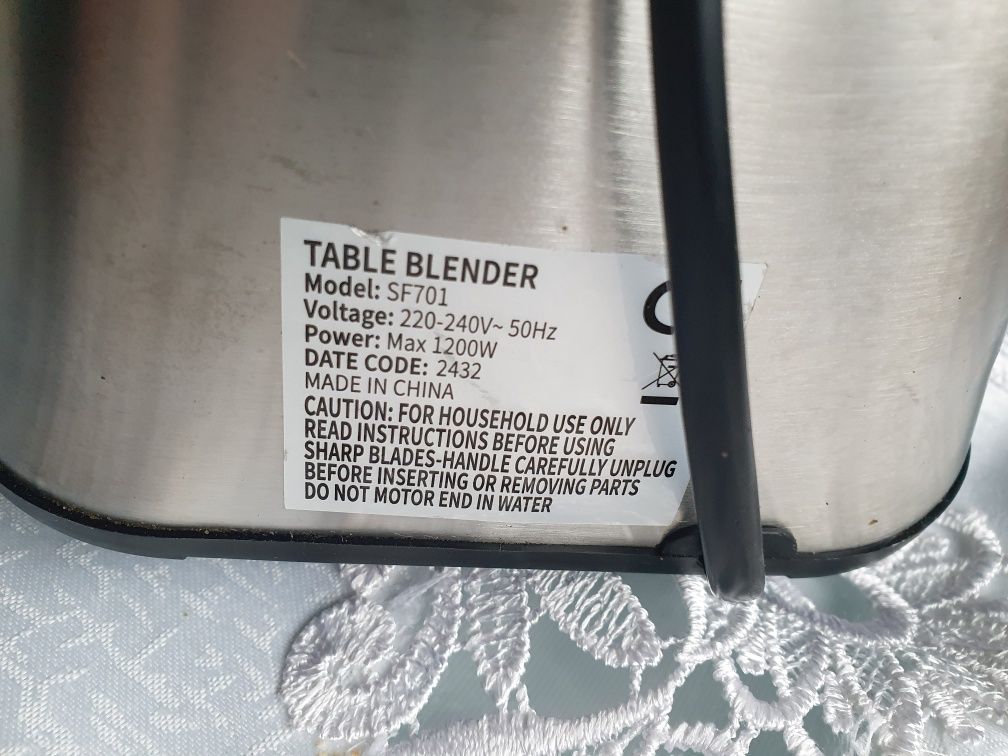 TABLE BLENDER
Model: SF701
Voltage: 220-240V~ 50Hz
Power: Max 1200W
DATE CODE: 2432
MADE IN CHINA
CAUTION: FOR HOUSEHOLD USE ONLY
READ INSTRUCTIONS BEFORE USING
SHARP BLADES-HANDLE CAREFULLY UNPLUG
BEFORE INSERTING OR REMOVING PARTS
DO NOT MOTOR END IN WATER